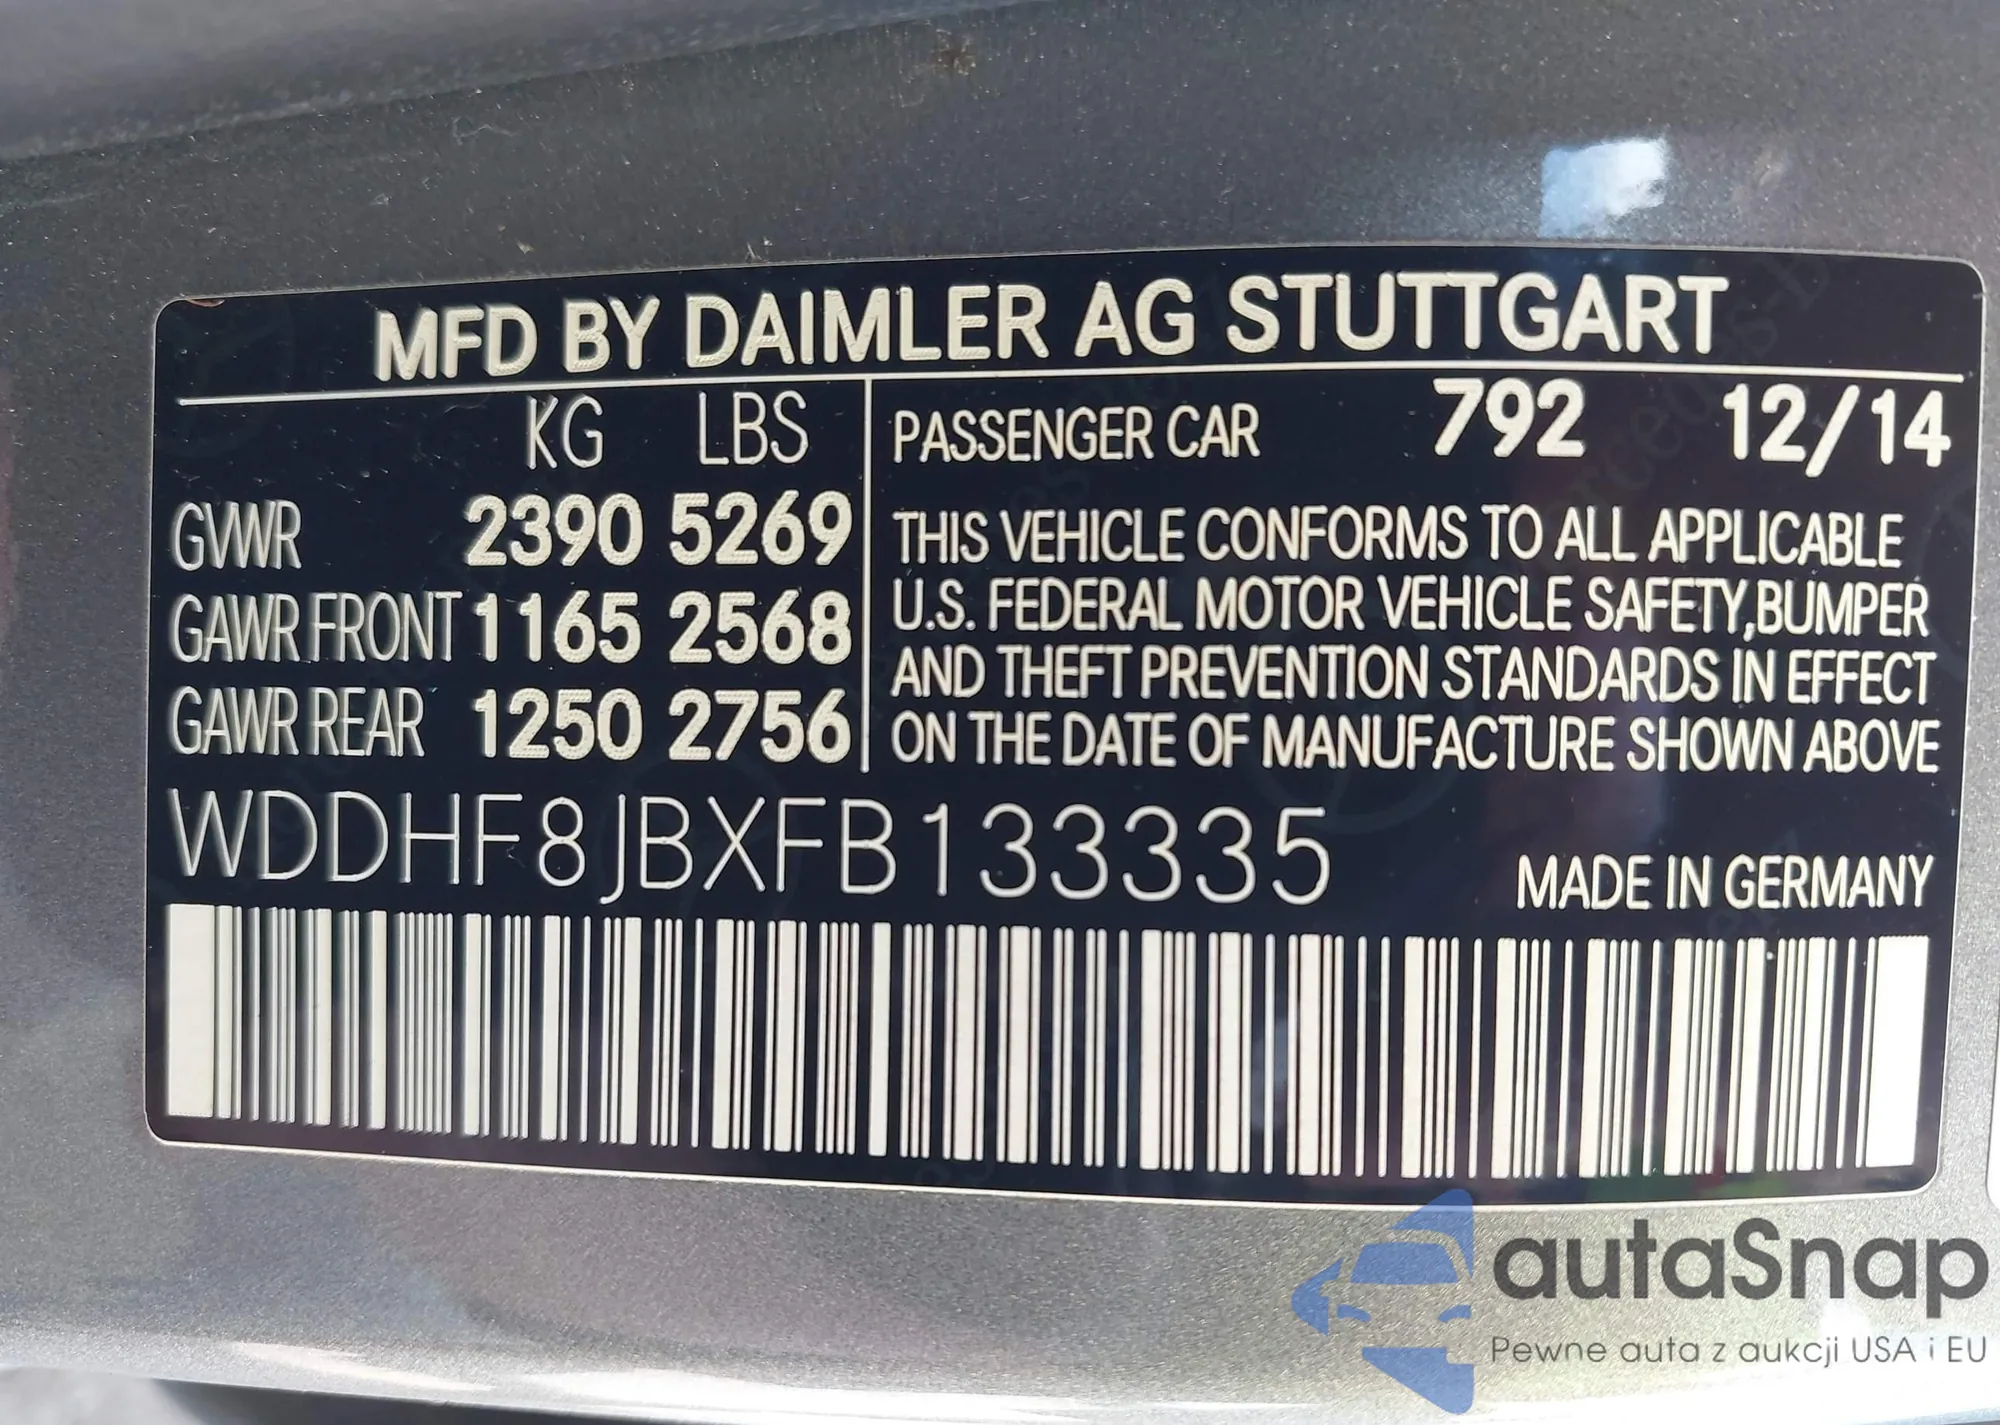 MFD BY DAIMLER AG STUTTGART
KG LBS
GVWR 2390 5269
GAWR FRONT 1165 2568
GAWR REAR 1250 2756
PASSENGER CAR 792 12/14
THIS VEHICLE CONFORMS TO ALL APPLICABLE
U.S. FEDERAL MOTOR VEHICLE SAFETY, BUMPER
AND THEFT PREVENTION STANDARDS IN EFFECT
ON THE DATE OF MANUFACTURE SHOWN ABOVE
WDDHF8JBXFB133335
MADE IN GERMANY
autaSnap
Pewne auta z aukcji USA i EU